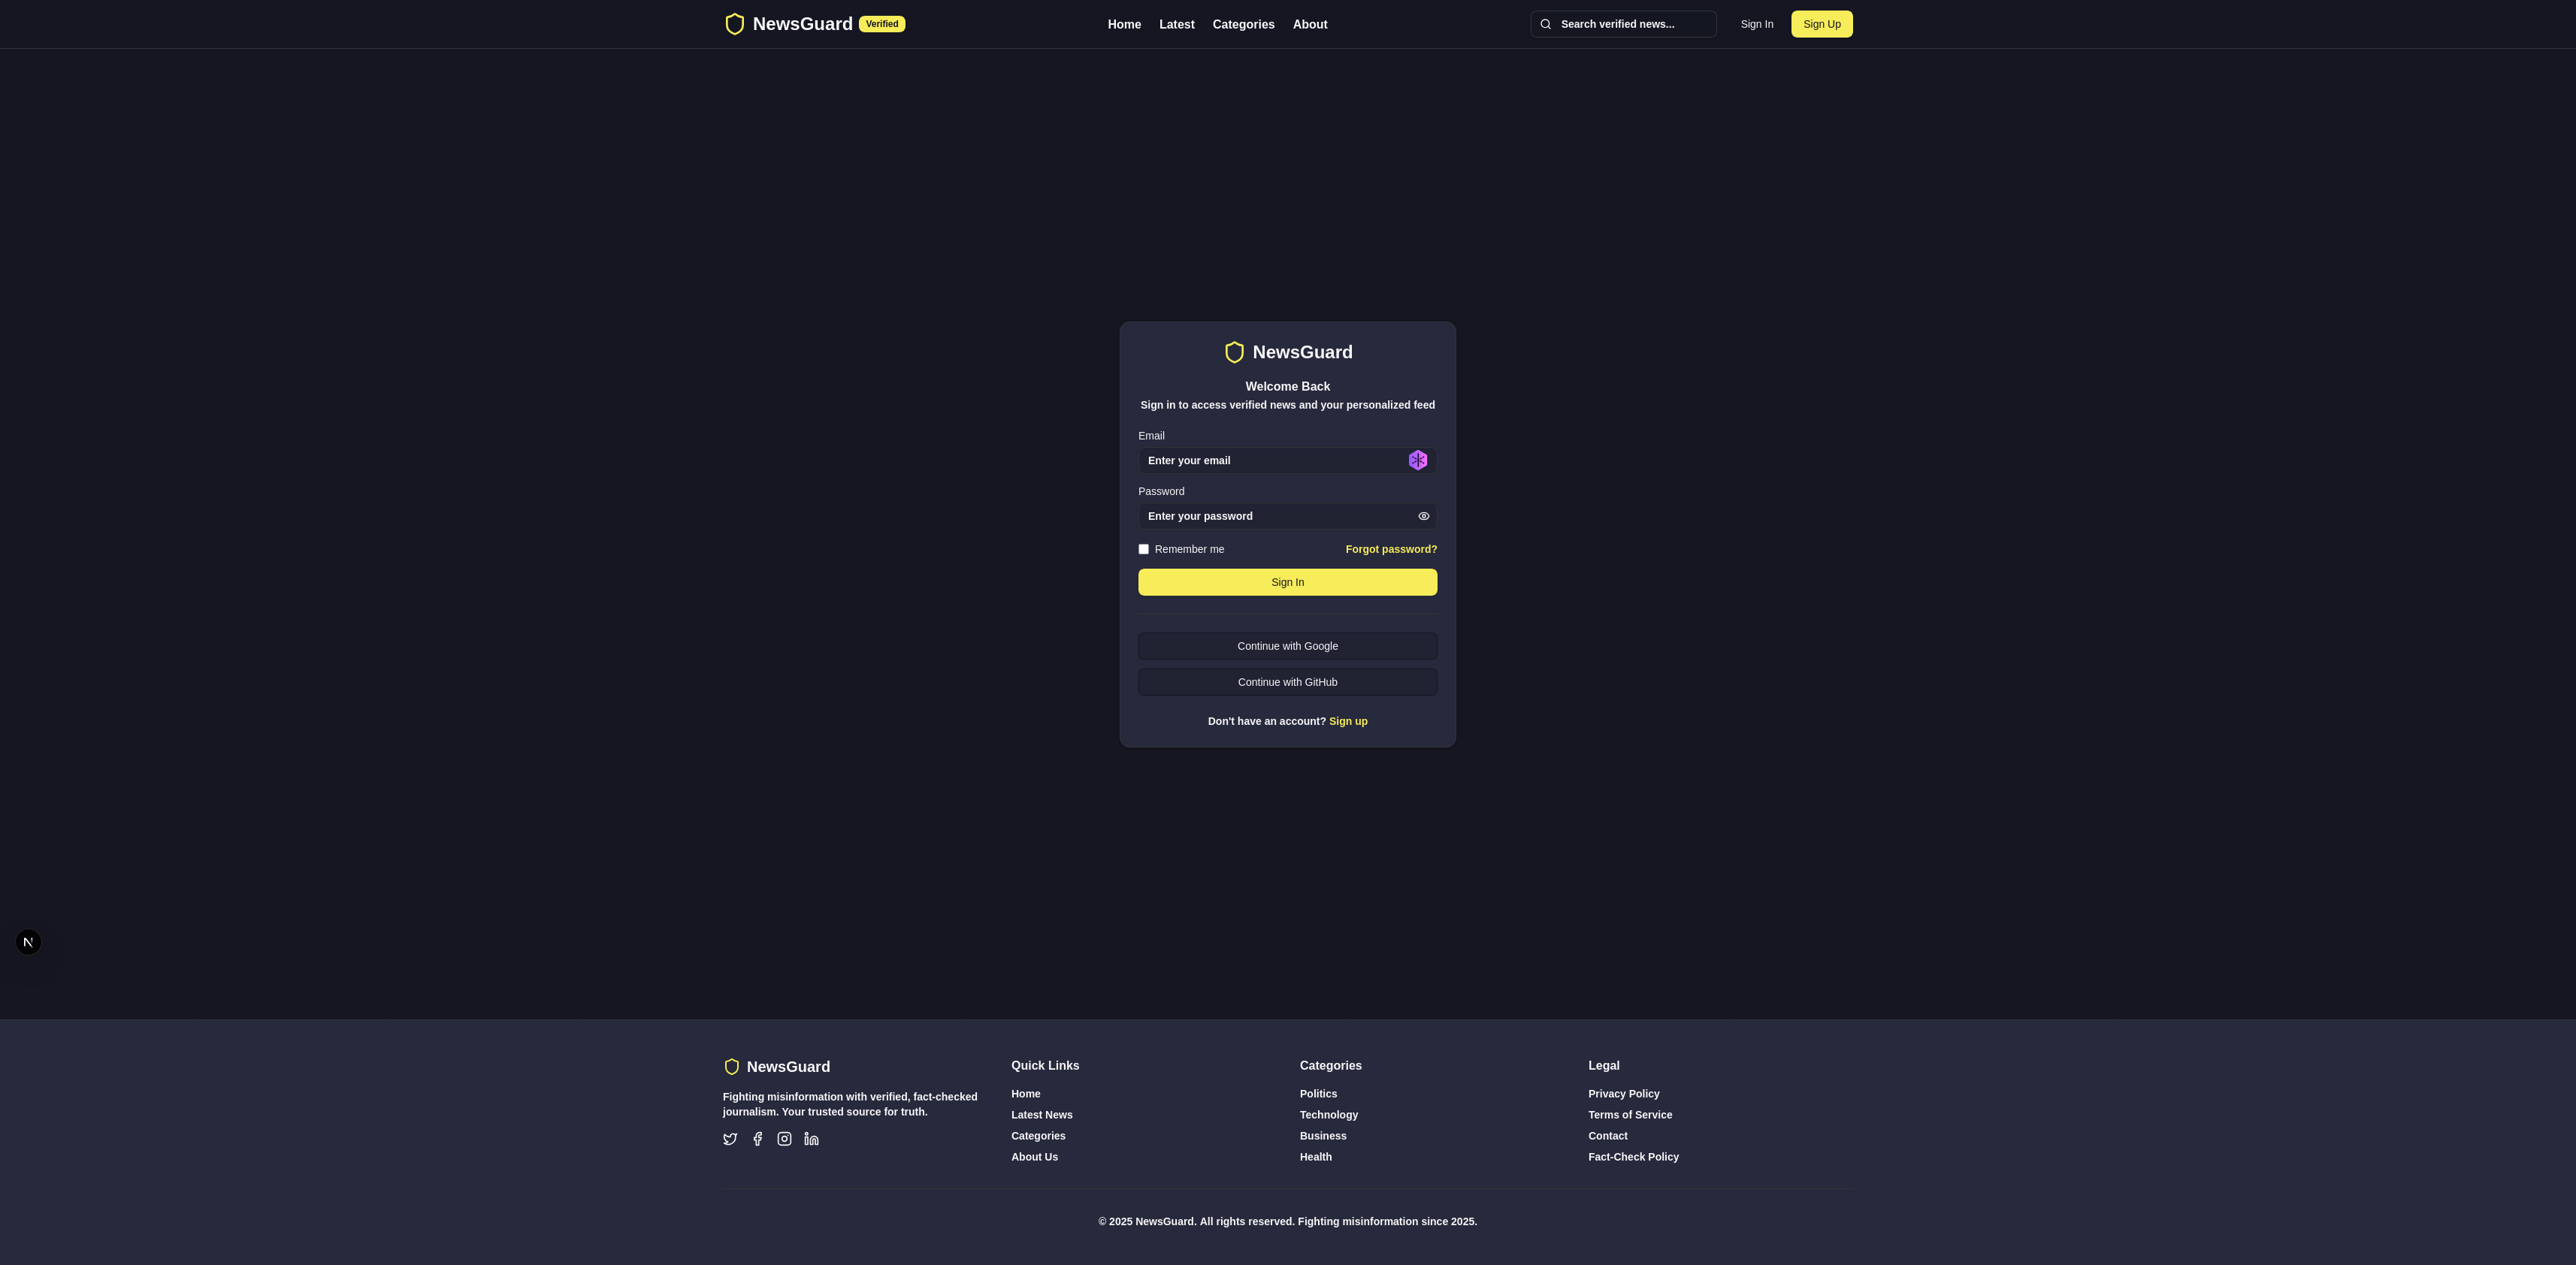 NewsGuard Verified Home Latest Categories About Search verified news... Sign In Sign Up
NewsGuard
Welcome Back
Sign in to access verified news and your personalized feed
Email
Enter your email
Password
Enter your password
Remember me Forgot password?
Sign In
Continue with Google
Continue with GitHub
Don't have an account? Sign up
N
NewsGuard
Fighting misinformation with verified, fact-checked
journalism. Your trusted source for truth.
Quick Links
Home
Latest News
Categories
About Us
Categories
Politics
Technology
Business
Health
Legal
Privacy Policy
Terms of Service
Contact
Fact-Check Policy
© 2025 NewsGuard. All rights reserved. Fighting misinformation since 2025.